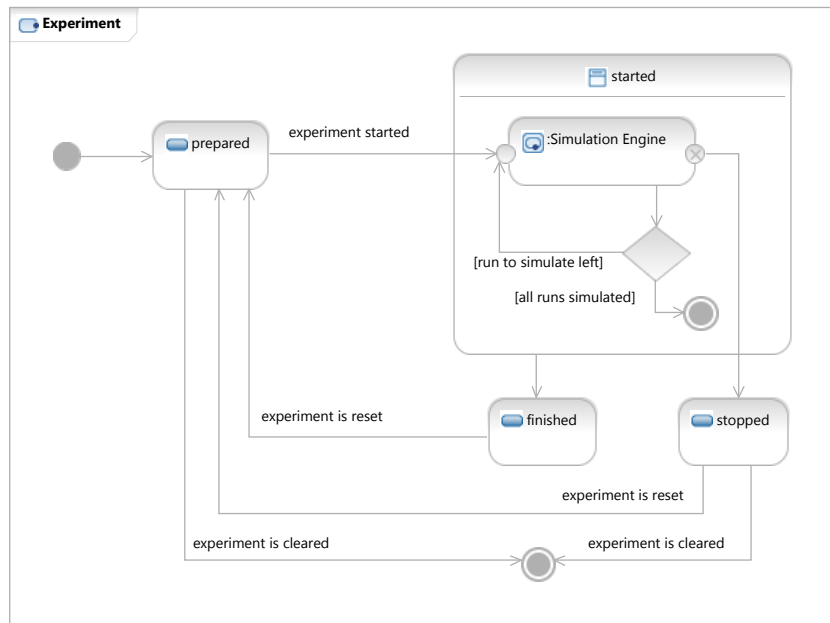 Experiment
started
prepared
experiment started
:Simulation Engine
[run to simulate left]
[all runs simulated]
experiment is reset
finished
stopped
experiment is reset
experiment is cleared
experiment is cleared